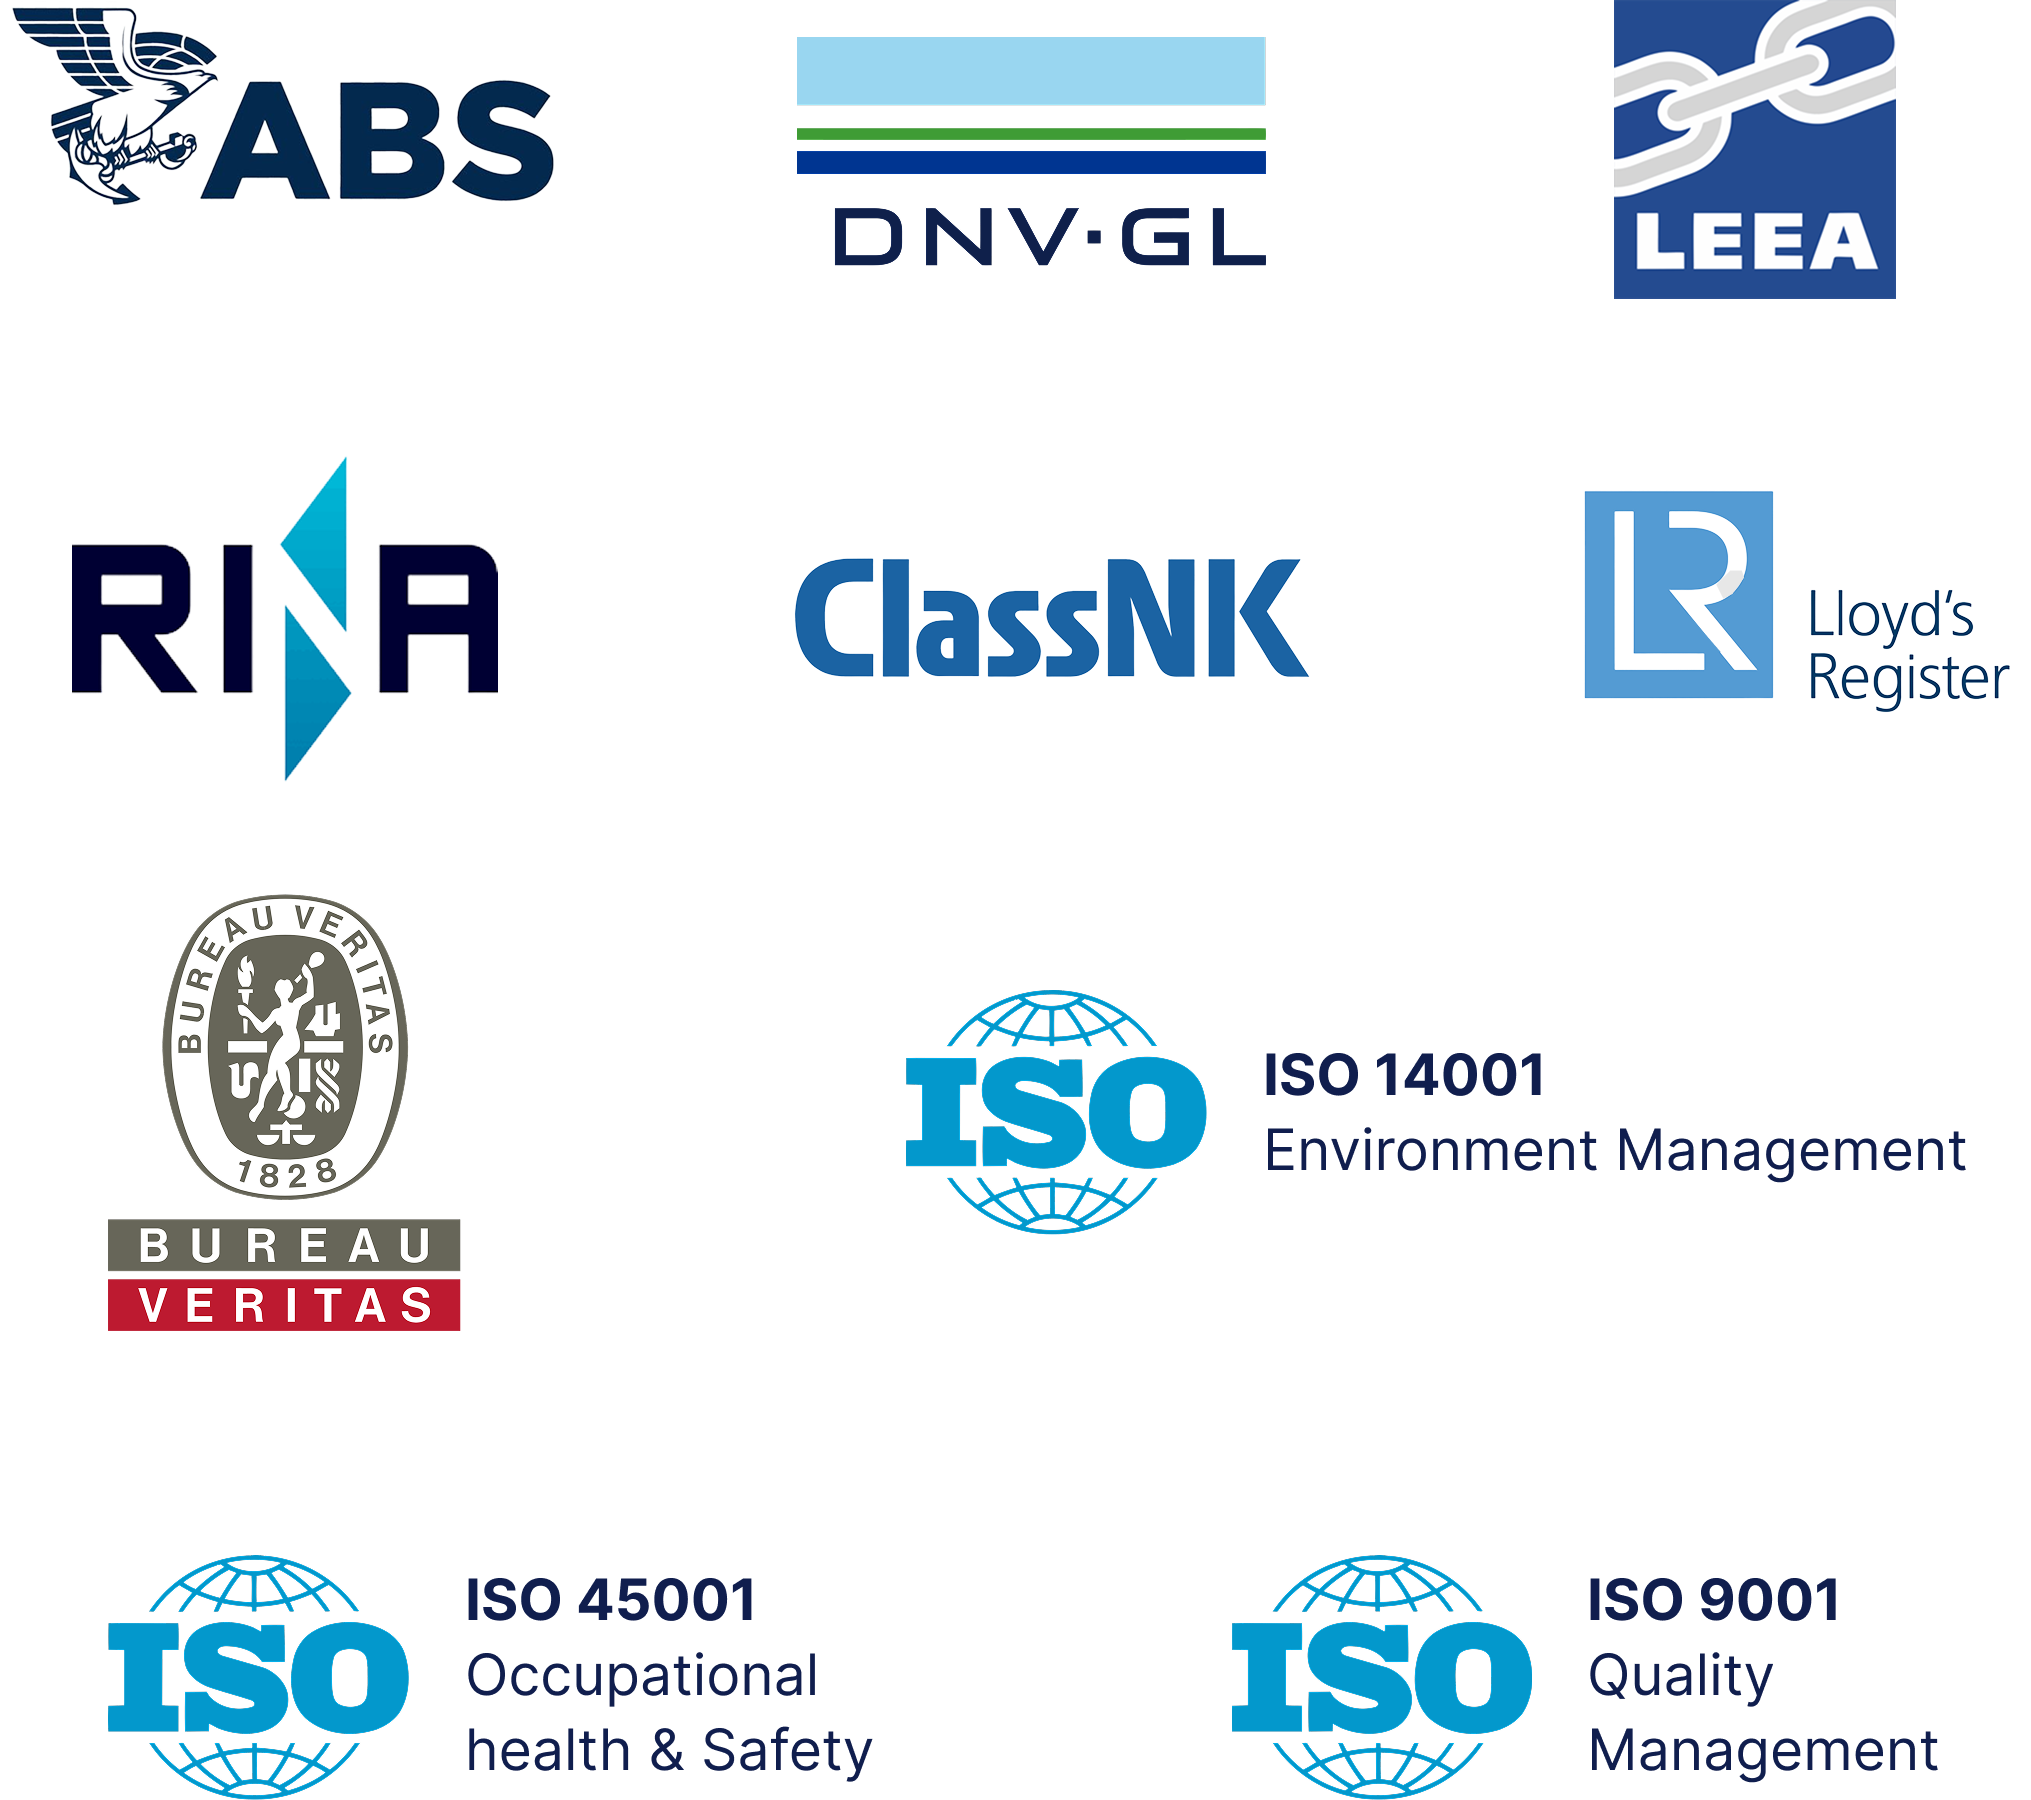 ABS
DNV·GL
LEEA
RINA
ClassNK
LR
Lloyd's
Register
BUREAU VERITAS
1828
BUREAU
VERITAS
ISO
ISO 14001
Environment Management
ISO
ISO 45001
Occupational
health & Safety
ISO
ISO 9001
Quality
Management